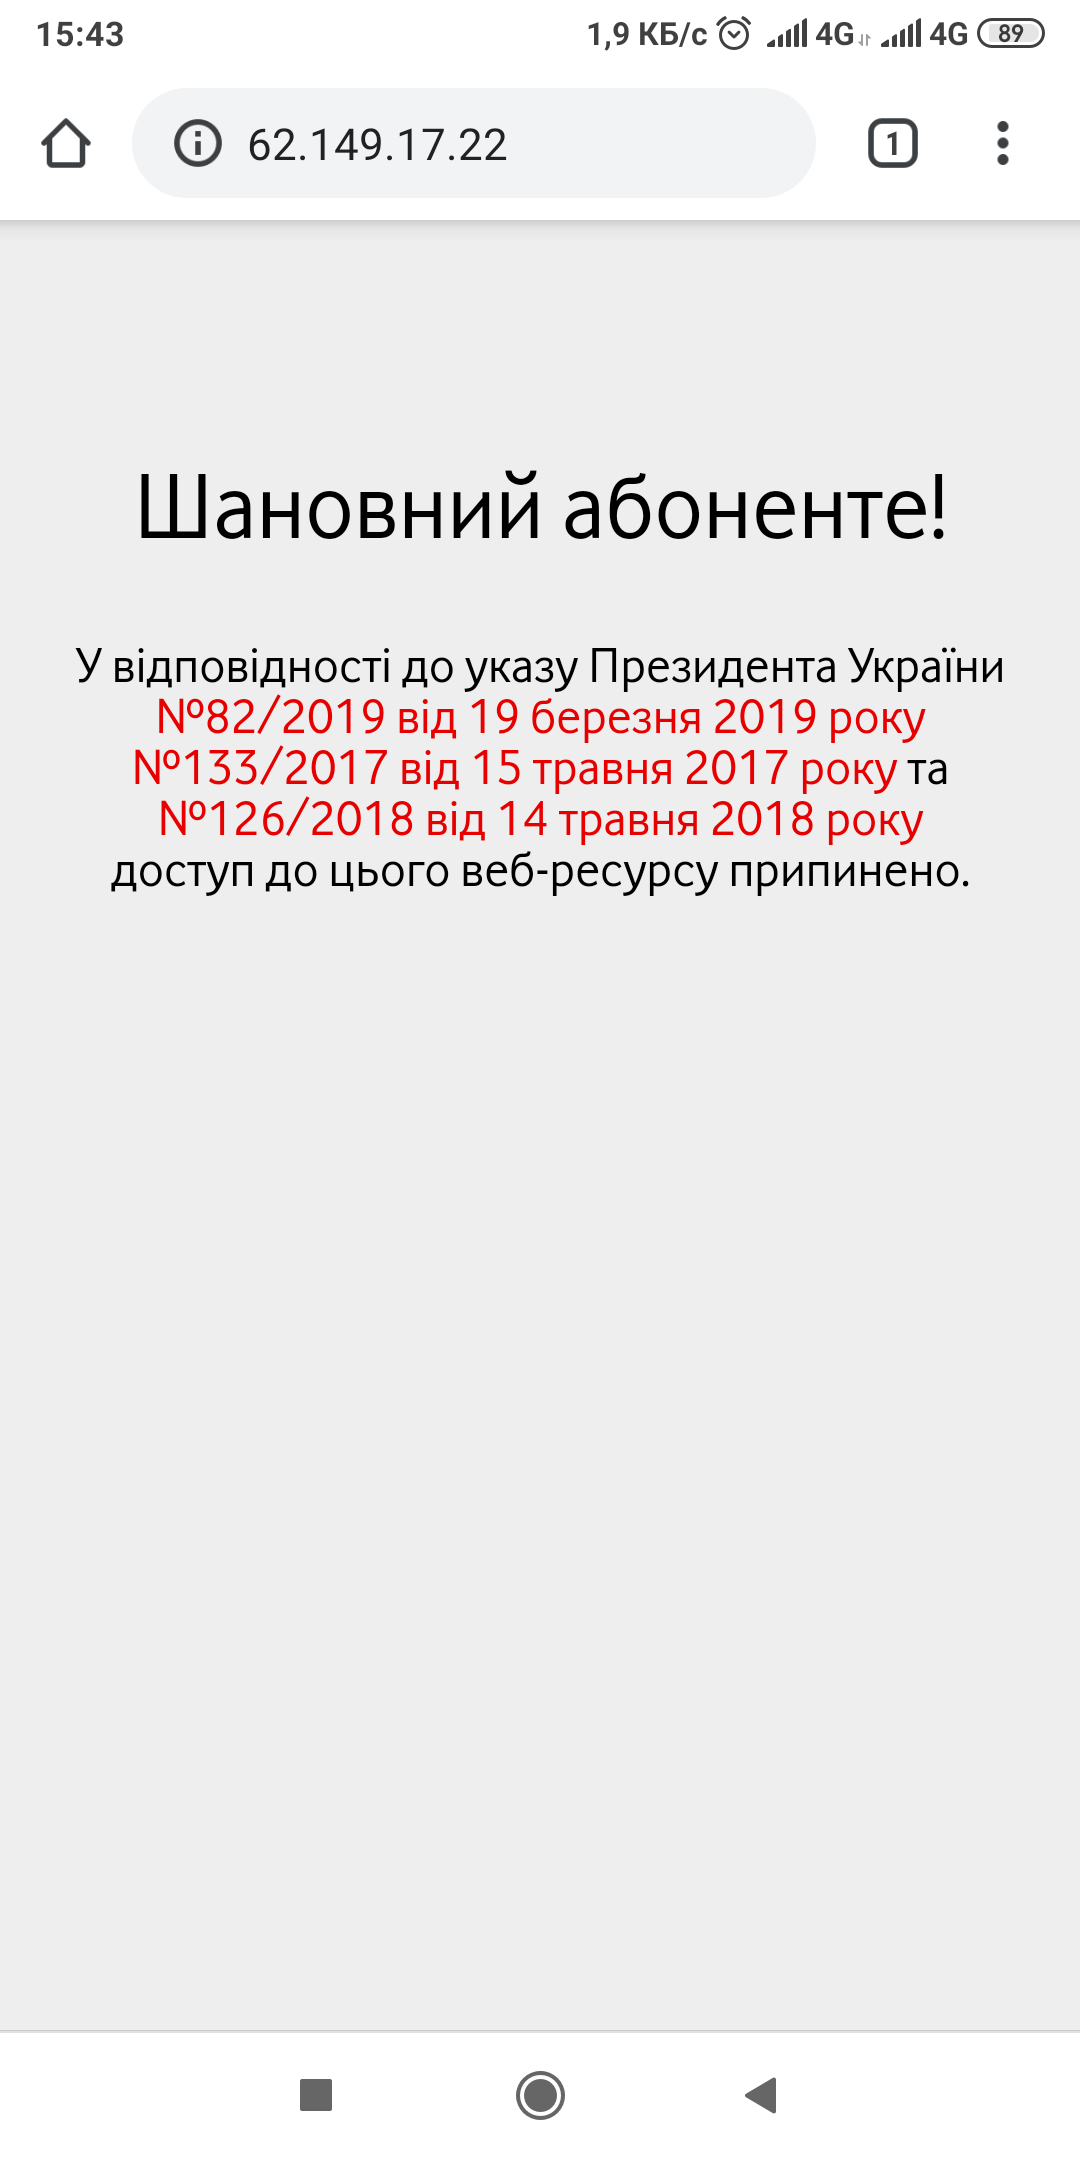 15:43 1,9 КБ/с 4G 4G 89
62.149.17.22 1
Шановний абоненте!
У відповідності до указу Президента України
№82/2019 від 19 березня 2019 року
№133/2017 від 15 травня 2017 року та
№126/2018 від 14 травня 2018 року
доступ до цього веб-ресурсу припинено.